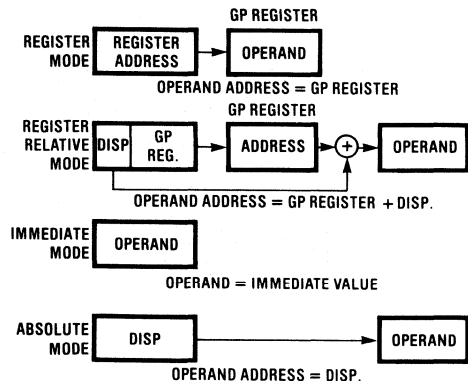 GP REGISTER
REGISTER MODE
REGISTER ADDRESS
OPERAND
OPERAND ADDRESS = GP REGISTER
GP REGISTER
REGISTER RELATIVE MODE
DISP
GP REG.
ADDRESS
+
OPERAND
OPERAND ADDRESS = GP REGISTER + DISP.
IMMEDIATE MODE
OPERAND
OPERAND = IMMEDIATE VALUE
ABSOLUTE MODE
DISP
OPERAND
OPERAND ADDRESS = DISP.